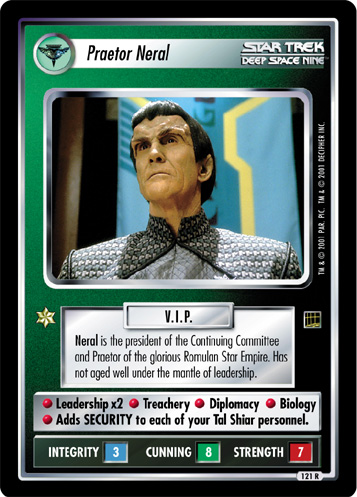 Praetor Neral
STAR TREK
DEEP SPACE NINE™
TM & © 2001 PAR. PIC. TM & © 2001 DECIPHER INC.
V.I.P.
Neral is the president of the Continuing Committee
and Praetor of the glorious Romulan Star Empire. Has
not aged well under the mantle of leadership.
• Leadership x2 • Treachery • Diplomacy • Biology
• Adds SECURITY to each of your Tal Shiar personnel.
INTEGRITY 3 CUNNING 8 STRENGTH 7
121 R